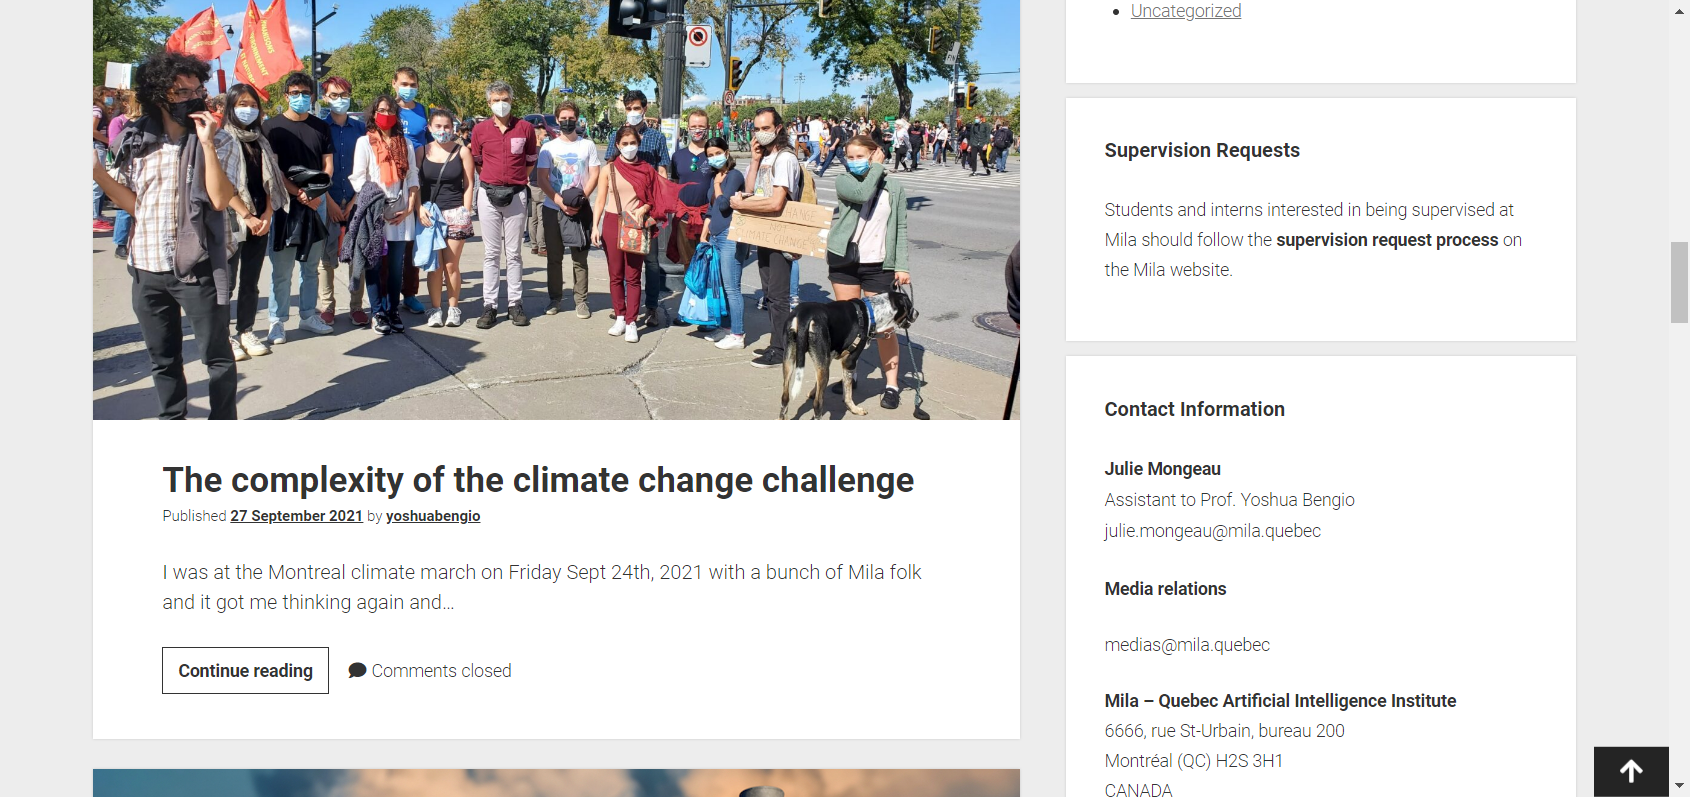 CHANGE
NOT
CLIMATE CHANGE
The complexity of the climate change challenge
Published 27 September 2021 by yoshuabengio
I was at the Montreal climate march on Friday Sept 24th, 2021 with a bunch of Mila folk
and it got me thinking again and…
Continue reading
Comments closed
Uncategorized
Supervision Requests
Students and interns interested in being supervised at
Mila should follow the supervision request process on
the Mila website.
Contact Information
Julie Mongeau
Assistant to Prof. Yoshua Bengio
julie.mongeau@mila.quebec
Media relations
medias@mila.quebec
Mila – Quebec Artificial Intelligence Institute
6666, rue St-Urbain, bureau 200
Montréal (QC) H2S 3H1
CANADA